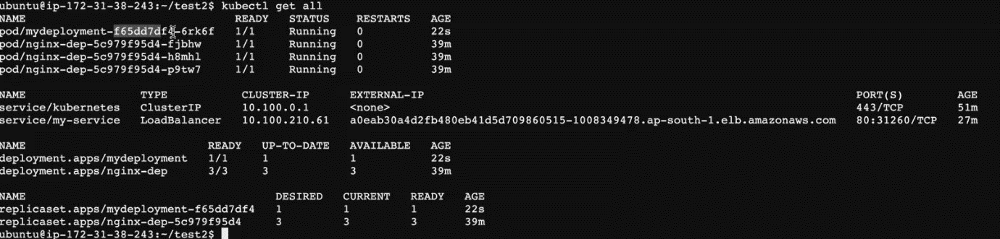 ubuntu@ip-172-31-38-243:~/test2$ kubectl get all
NAME READY STATUS RESTARTS AGE
pod/mydeployment-f65dd7df4-6rk6f 1/1 Running 0 22s
pod/nginx-dep-5c979f95d4-fjbhw 1/1 Running 0 39m
pod/nginx-dep-5c979f95d4-h8mhl 1/1 Running 0 39m
pod/nginx-dep-5c979f95d4-p9tw7 1/1 Running 0 39m
NAME TYPE CLUSTER-IP EXTERNAL-IP PORT(S) AGE
service/kubernetes ClusterIP 10.100.0.1 <none> 443/TCP 51m
service/my-service LoadBalancer 10.100.210.61 a0eab30a4d2fb480eb41d5d709860515-1008349478.ap-south-1.elb.amazonaws.com 80:31260/TCP 27m
NAME READY UP-TO-DATE AVAILABLE AGE
deployment.apps/mydeployment 1/1 1 1 22s
deployment.apps/nginx-dep 3/3 3 3 39m
NAME DESIRED CURRENT READY AGE
replicaset.apps/mydeployment-f65dd7df4 1 1 1 22s
replicaset.apps/nginx-dep-5c979f95d4 3 3 3 39m
ubuntu@ip-172-31-38-243:~/test2$